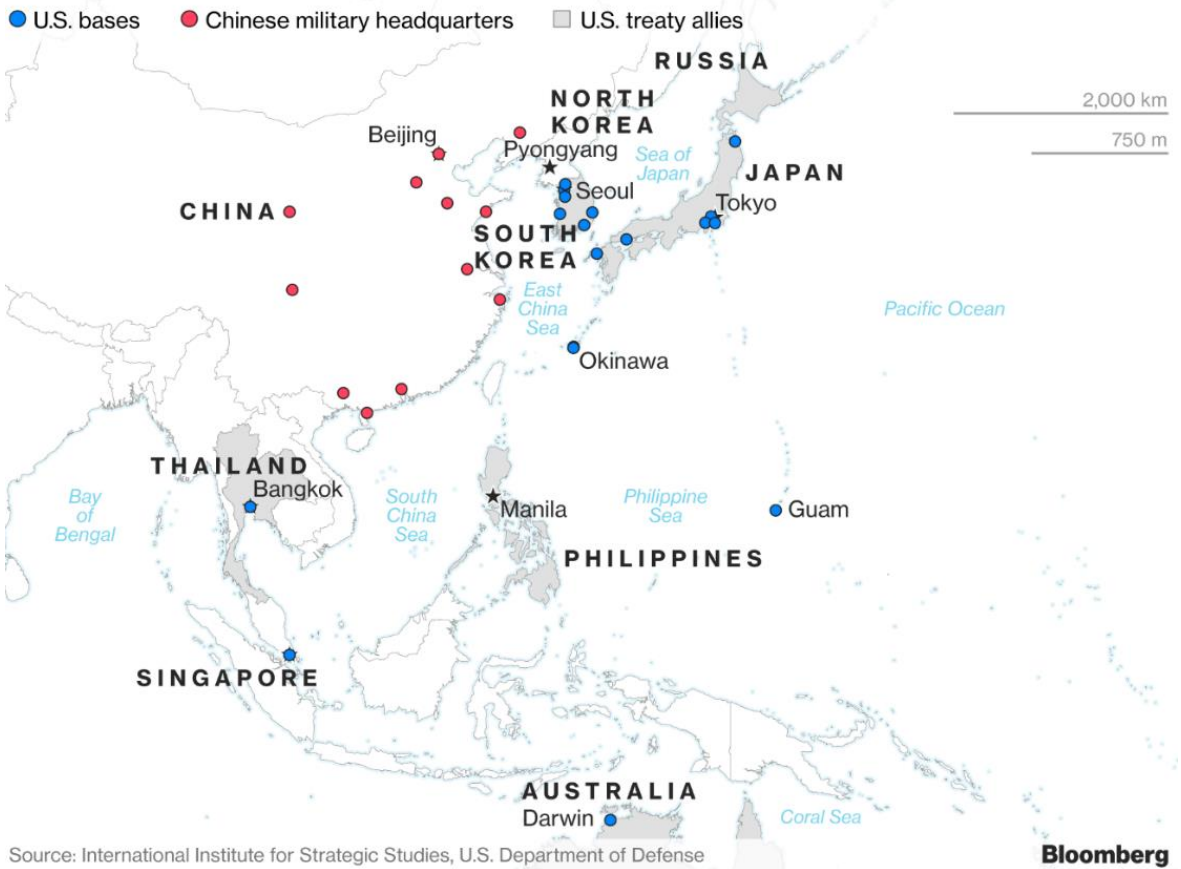 U.S. bases
Chinese military headquarters
U.S. treaty allies
RUSSIA
NORTH
KOREA
2,000 km
750 m
Beijing
Pyongyang
Sea of
Japan
JAPAN
Seoul
Tokyo
CHINA
SOUTH
KOREA
East
China
Sea
Pacific Ocean
Okinawa
THAILAND
Bangkok
Bay
of
Bengal
South
China
Sea
Manila
Philippine
Sea
Guam
PHILIPPINES
SINGAPORE
AUSTRALIA
Darwin
Coral Sea
Source: International Institute for Strategic Studies, U.S. Department of Defense
Bloomberg